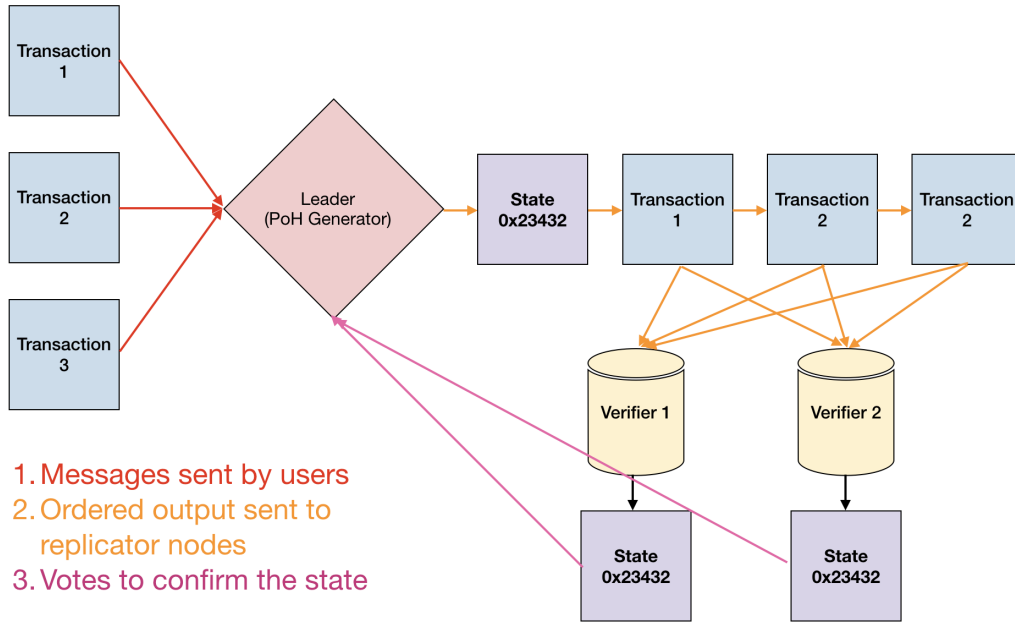 Transaction
1
Transaction
2
Transaction
3
Leader
(PoH Generator)
State
0x23432
Transaction
1
Transaction
2
Transaction
2
Verifier 1
Verifier 2
State
0x23432
State
0x23432
1. Messages sent by users
2. Ordered output sent to
replicator nodes
3. Votes to confirm the state